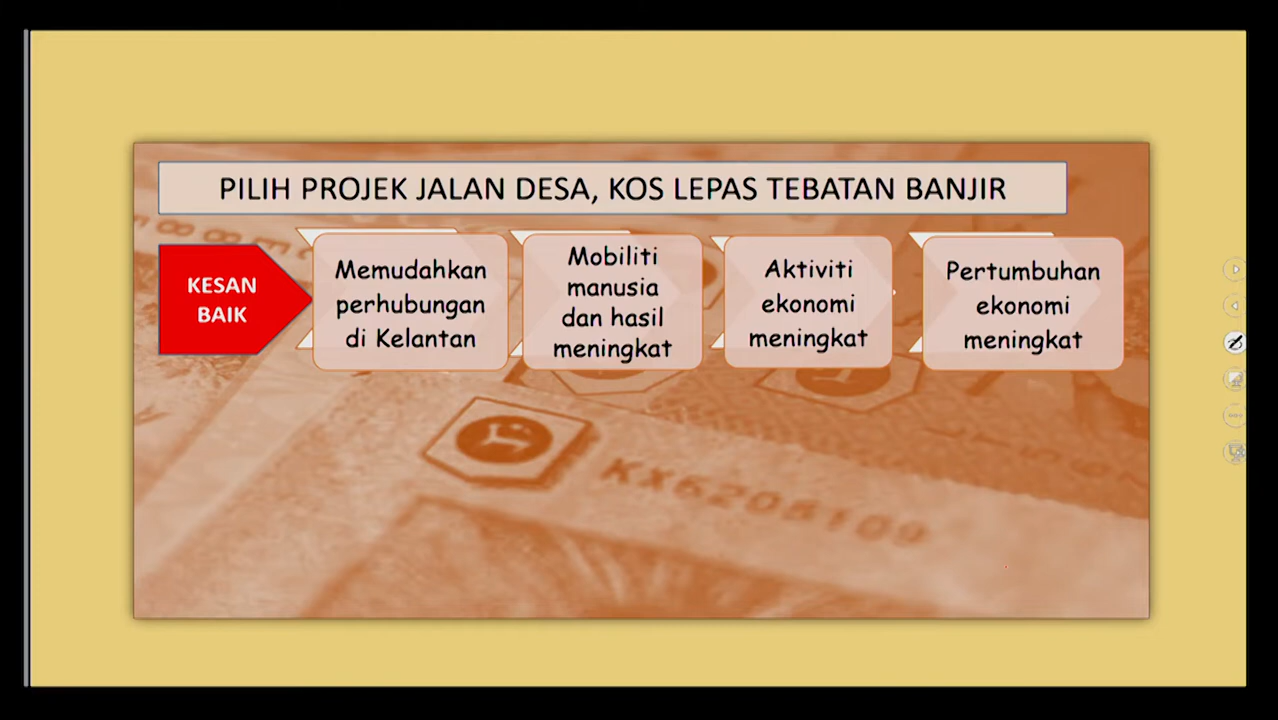 PILIH PROJEK JALAN DESA, KOS LEPAS TEBATAN BANJIR
KESAN
BAIK
Memudahkan
perhubungan
di Kelantan
Mobiliti
manusia
dan hasil
meningkat
Aktiviti
ekonomi
meningkat
Pertumbuhan
ekonomi
meningkat
KX6205109